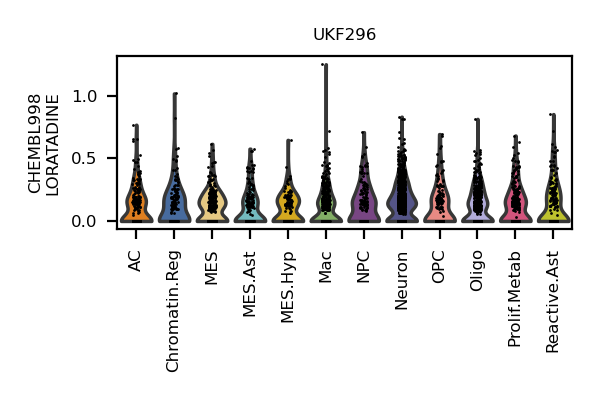 UKF296
CHEMBL998
LORATADINE
1.0
0.5
0.0
AC
Chromatin.Reg
MES
MES.Ast
MES.Hyp
Mac
NPC
Neuron
OPC
Oligo
Prolif.Metab
Reactive.Ast